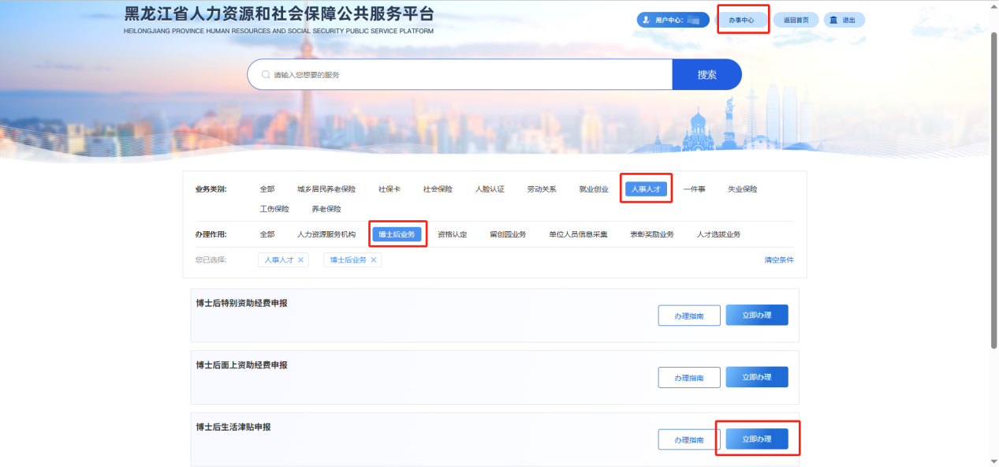 黑龙江省人力资源和社会保障公共服务平台
HEILONGJIANG PROVINCE HUMAN RESOURCES AND SOCIAL SECURITY PUBLIC SERVICE PLATFORM
用户中心: 办事中心 返回首页 退出
请输入您想要的服务 搜索
业务类别: 全部 城乡居民养老保险 社保卡 社会保险 人脸认证 劳动关系 就业创业 人事人才 一件事 失业保险
工伤保险 养老保险
办理作用: 全部 人力资源服务机构 博士后业务 资格认定 留创园业务 单位人员信息采集 表彰奖励业务 人才选拔业务
您已选择: 人事人才 × 博士后业务 × 清空条件
博士后特别资助经费申报
办理指南 立即办理
博士后面上资助经费申报
办理指南 立即办理
博士后生活津贴申报
办理指南 立即办理